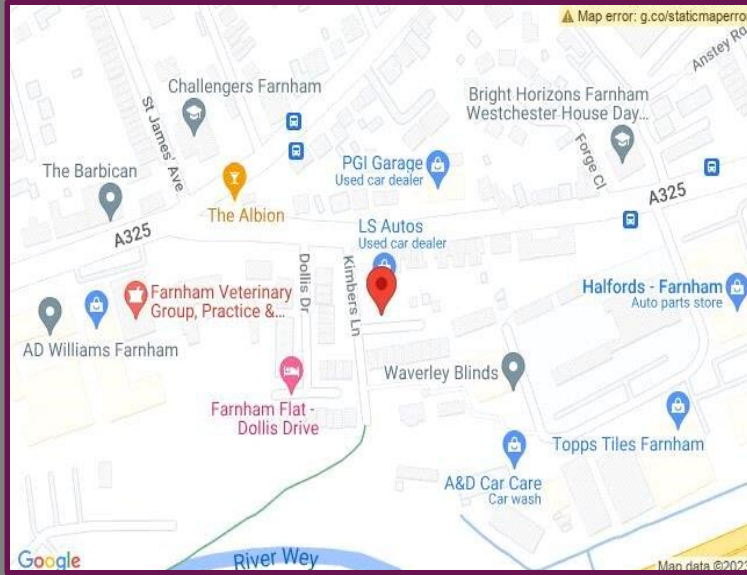 Map error: g.co/staticmaperro
Anstey Ro
Challengers Farnham
Bright Horizons Farnham
Westchester House Day...
St James' Ave
Forge Cl
PGI Garage
Used car dealer
The Barbican
The Albion
A325
A325
LS Autos
Used car dealer
Dollis Dr
Kimbers Ln
Farnham Veterinary
Group, Practice &...
Halfords - Farnham
Auto parts store
AD Williams Farnham
Waverley Blinds
Farnham Flat -
Dollis Drive
Topps Tiles Farnham
A&D Car Care
Car wash
Google
River Wey
Map data ©202